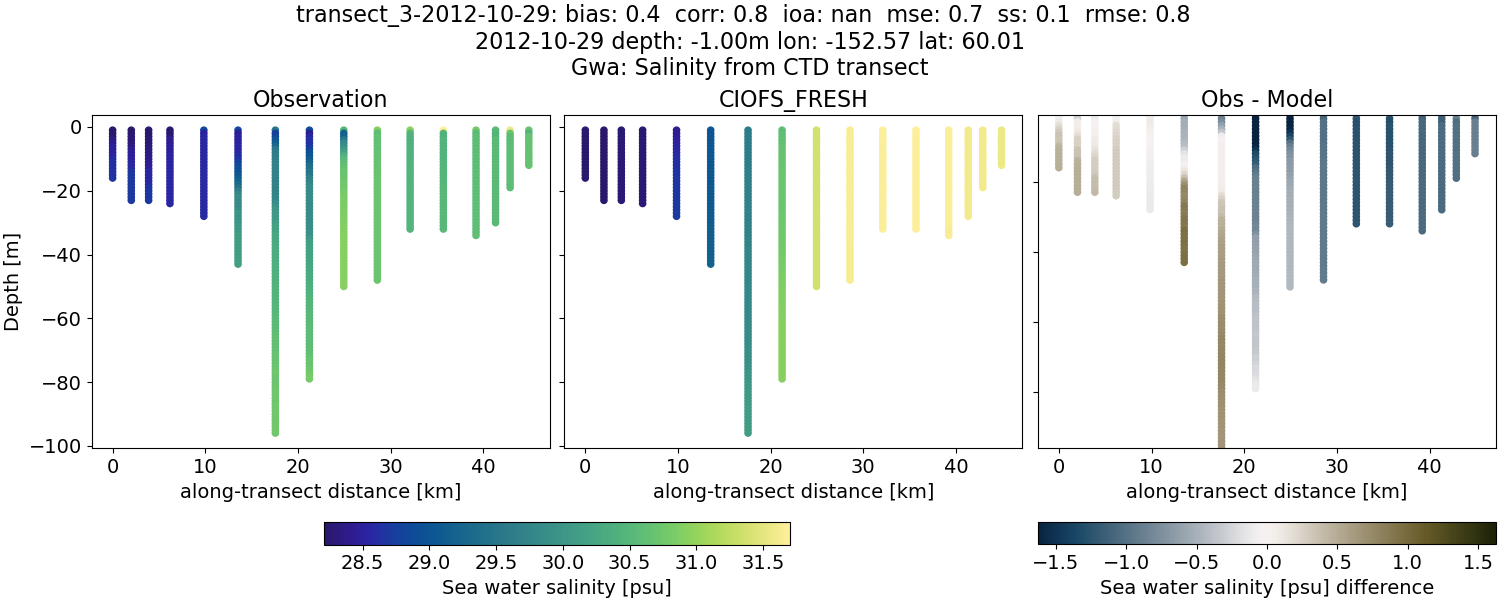 transect_3-2012-10-29: bias: 0.4  corr: 0.8  ioa: nan  mse: 0.7  ss: 0.1  rmse: 0.8
2012-10-29 depth: -1.00m lon: -152.57 lat: 60.01
Gwa: Salinity from CTD transect
Observation
CIOFS_FRESH
Obs - Model
Depth [m]
0
−20
−40
−60
−80
−100
0 10 20 30 40
0 10 20 30 40
0 10 20 30 40
along-transect distance [km]
along-transect distance [km]
along-transect distance [km]
28.5 29.0 29.5 30.0 30.5 31.0 31.5
Sea water salinity [psu]
−1.5 −1.0 −0.5 0.0 0.5 1.0 1.5
Sea water salinity [psu] difference